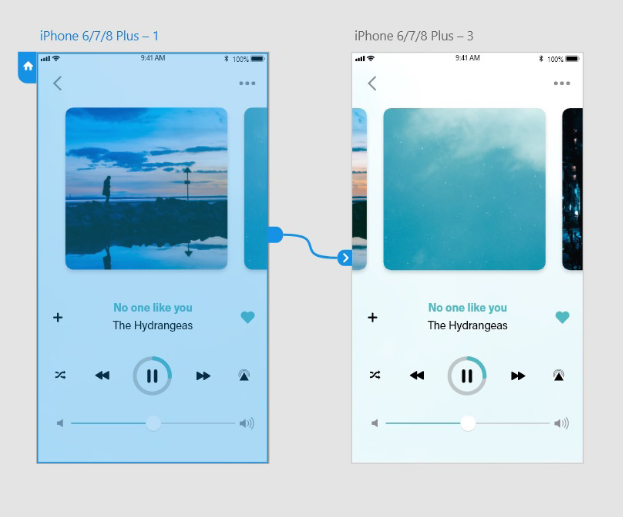 iPhone 6/7/8 Plus – 1
iPhone 6/7/8 Plus – 3
9:41 AM
100%
9:41 AM
100%
No one like you
The Hydrangeas
No one like you
The Hydrangeas